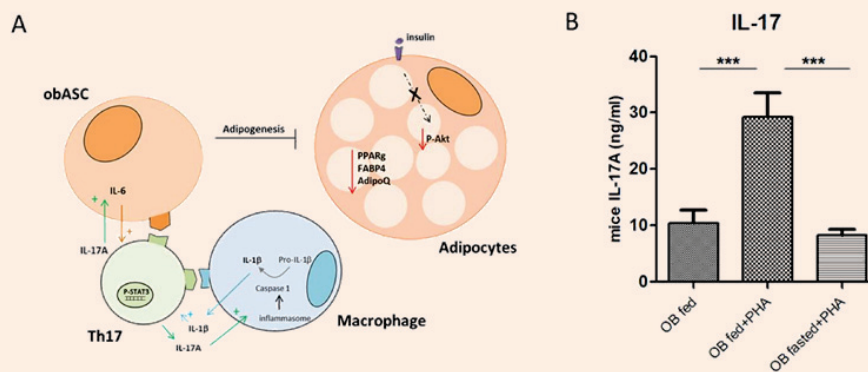 A
insulin
obASC
Adipogenesis
P-Akt
PPARg
FABP4
AdipoQ
IL-6
Adipocytes
IL-17A
IL-1β
Pro-IL-1β
P-STAT3
Caspase 1
IL-1β
inflammasome
Macrophage
Th17
IL-17A
B
IL-17
mice IL-17A (ng/ml)
40
30
20
10
0
***
***
OB fed
OB fed+PHA
OB fasted+PHA